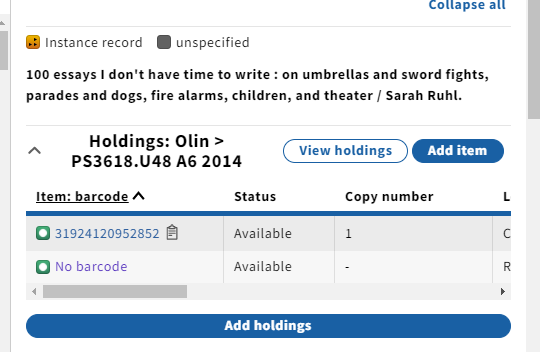 Collapse all
Instance record unspecified
100 essays I don't have time to write : on umbrellas and sword fights,
parades and dogs, fire alarms, children, and theater / Sarah Ruhl.
Holdings: Olin >
PS3618.U48 A6 2014
View holdings Add item
Item: barcode Status Copy number L
31924120952852 Available 1 C
No barcode Available - R
Add holdings